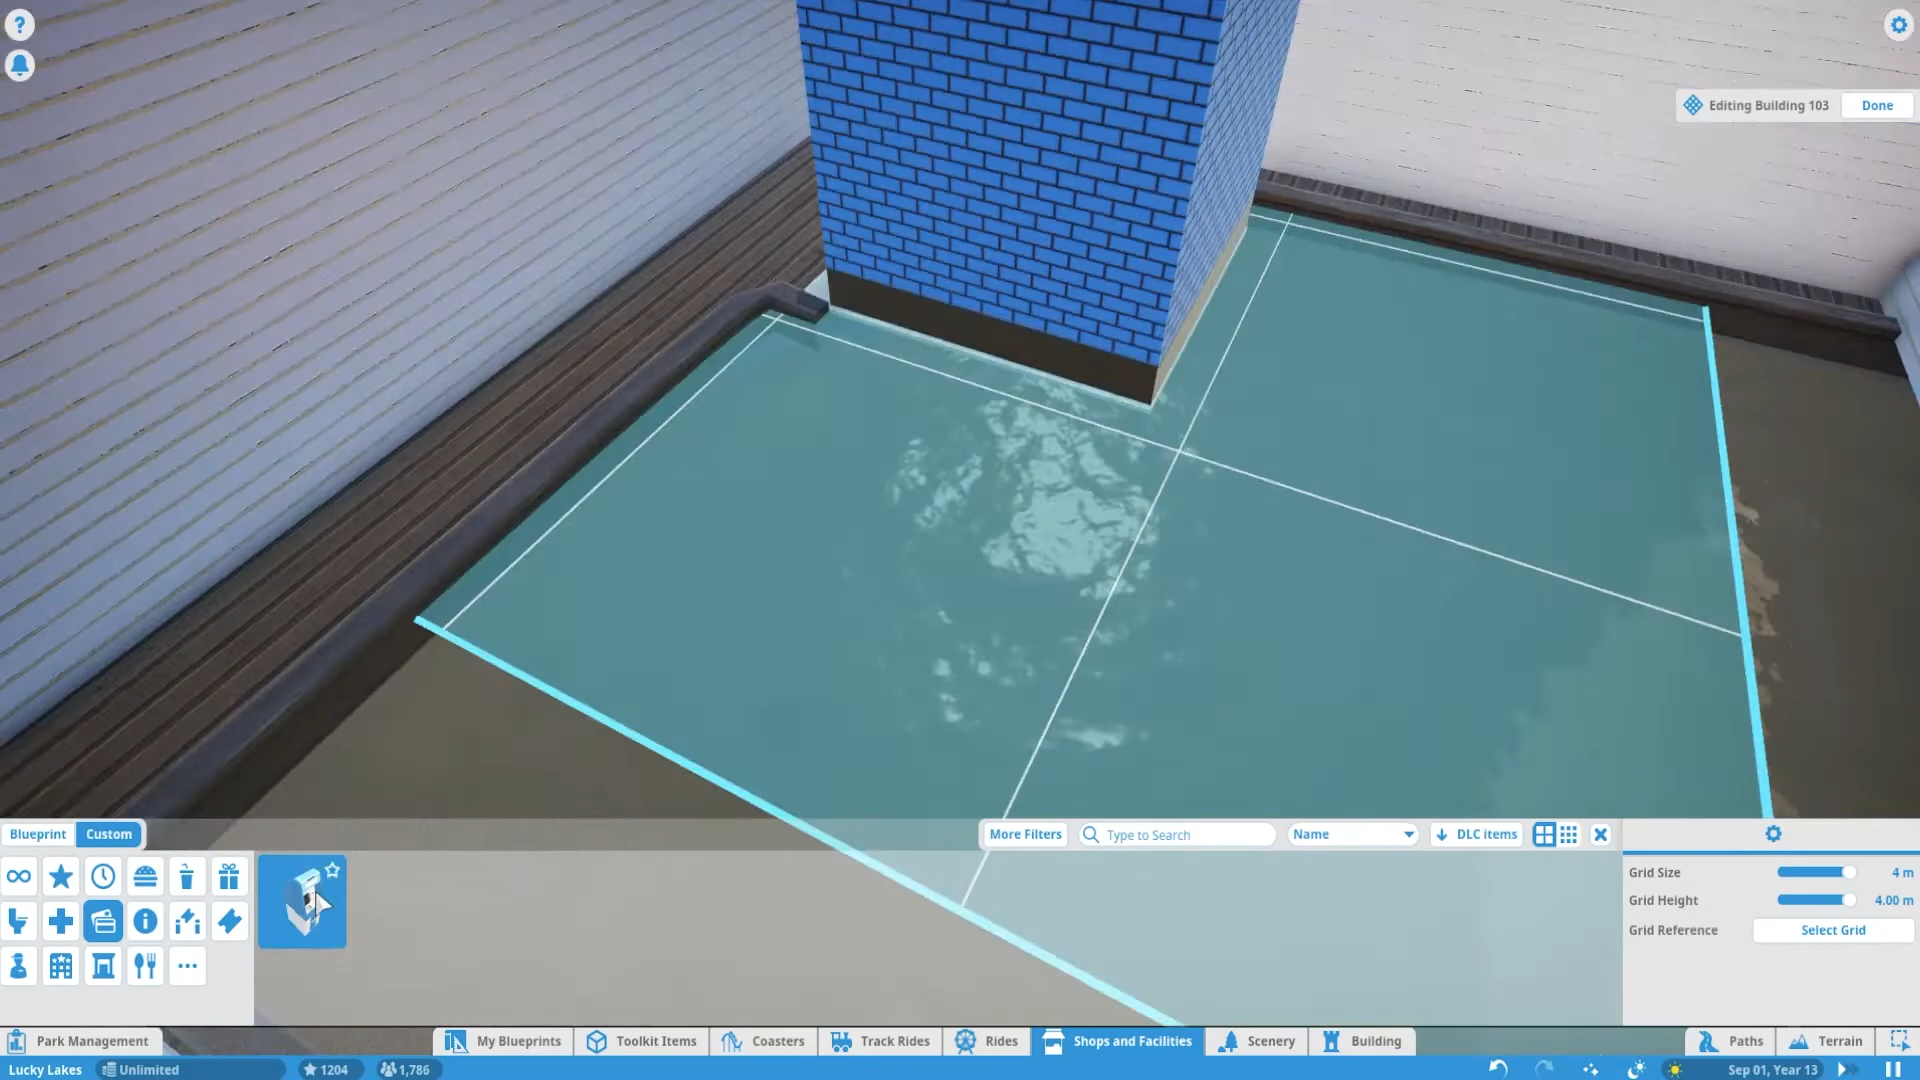 ?
Editing Building 103 Done
Blueprint Custom
More Filters Type to Search Name DLC items
Grid Size 4 m
Grid Height 4.00 m
Grid Reference Select Grid
Park Management My Blueprints Toolkit Items Coasters Track Rides Rides Shops and Facilities Scenery Building Paths Terrain
Lucky Lakes Unlimited 1204 1,786 Sep 01, Year 13